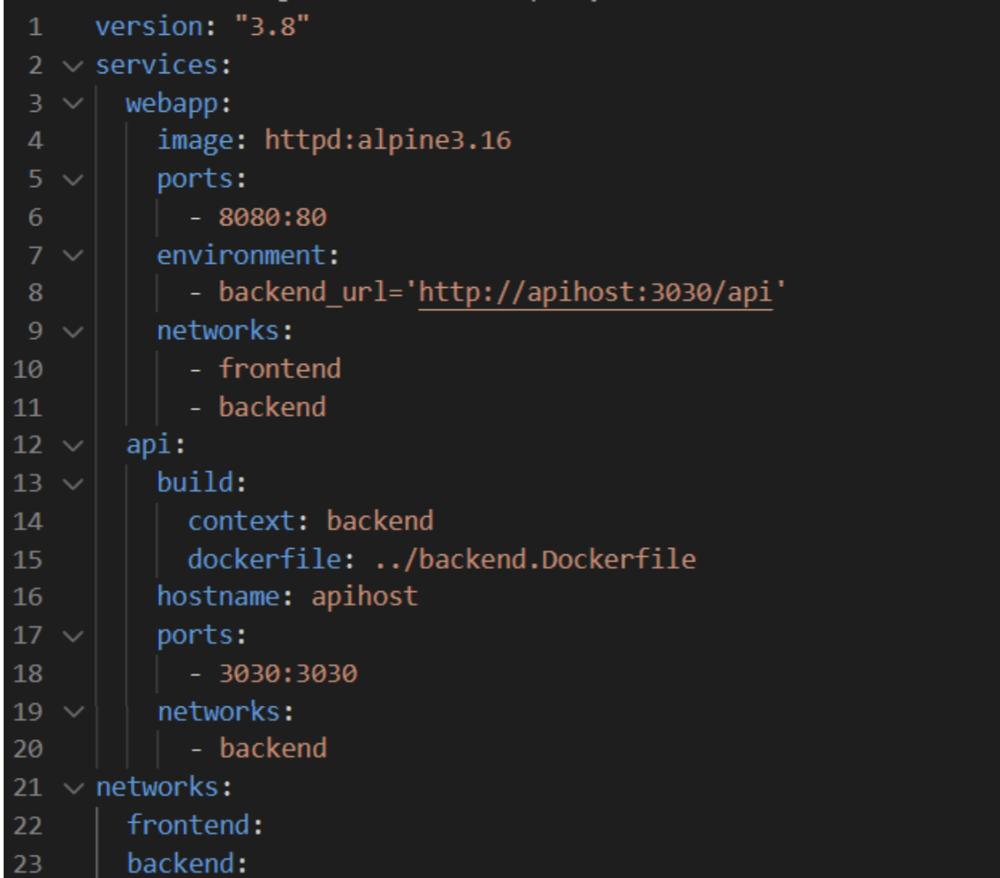 1 version: "3.8"
2 services:
3   webapp:
4     image: httpd:alpine3.16
5     ports:
6       - 8080:80
7     environment:
8       - backend_url='http://apihost:3030/api'
9     networks:
10       - frontend
11       - backend
12   api:
13     build:
14       context: backend
15       dockerfile: ../backend.Dockerfile
16     hostname: apihost
17     ports:
18       - 3030:3030
19     networks:
20       - backend
21 networks:
22   frontend:
23   backend: